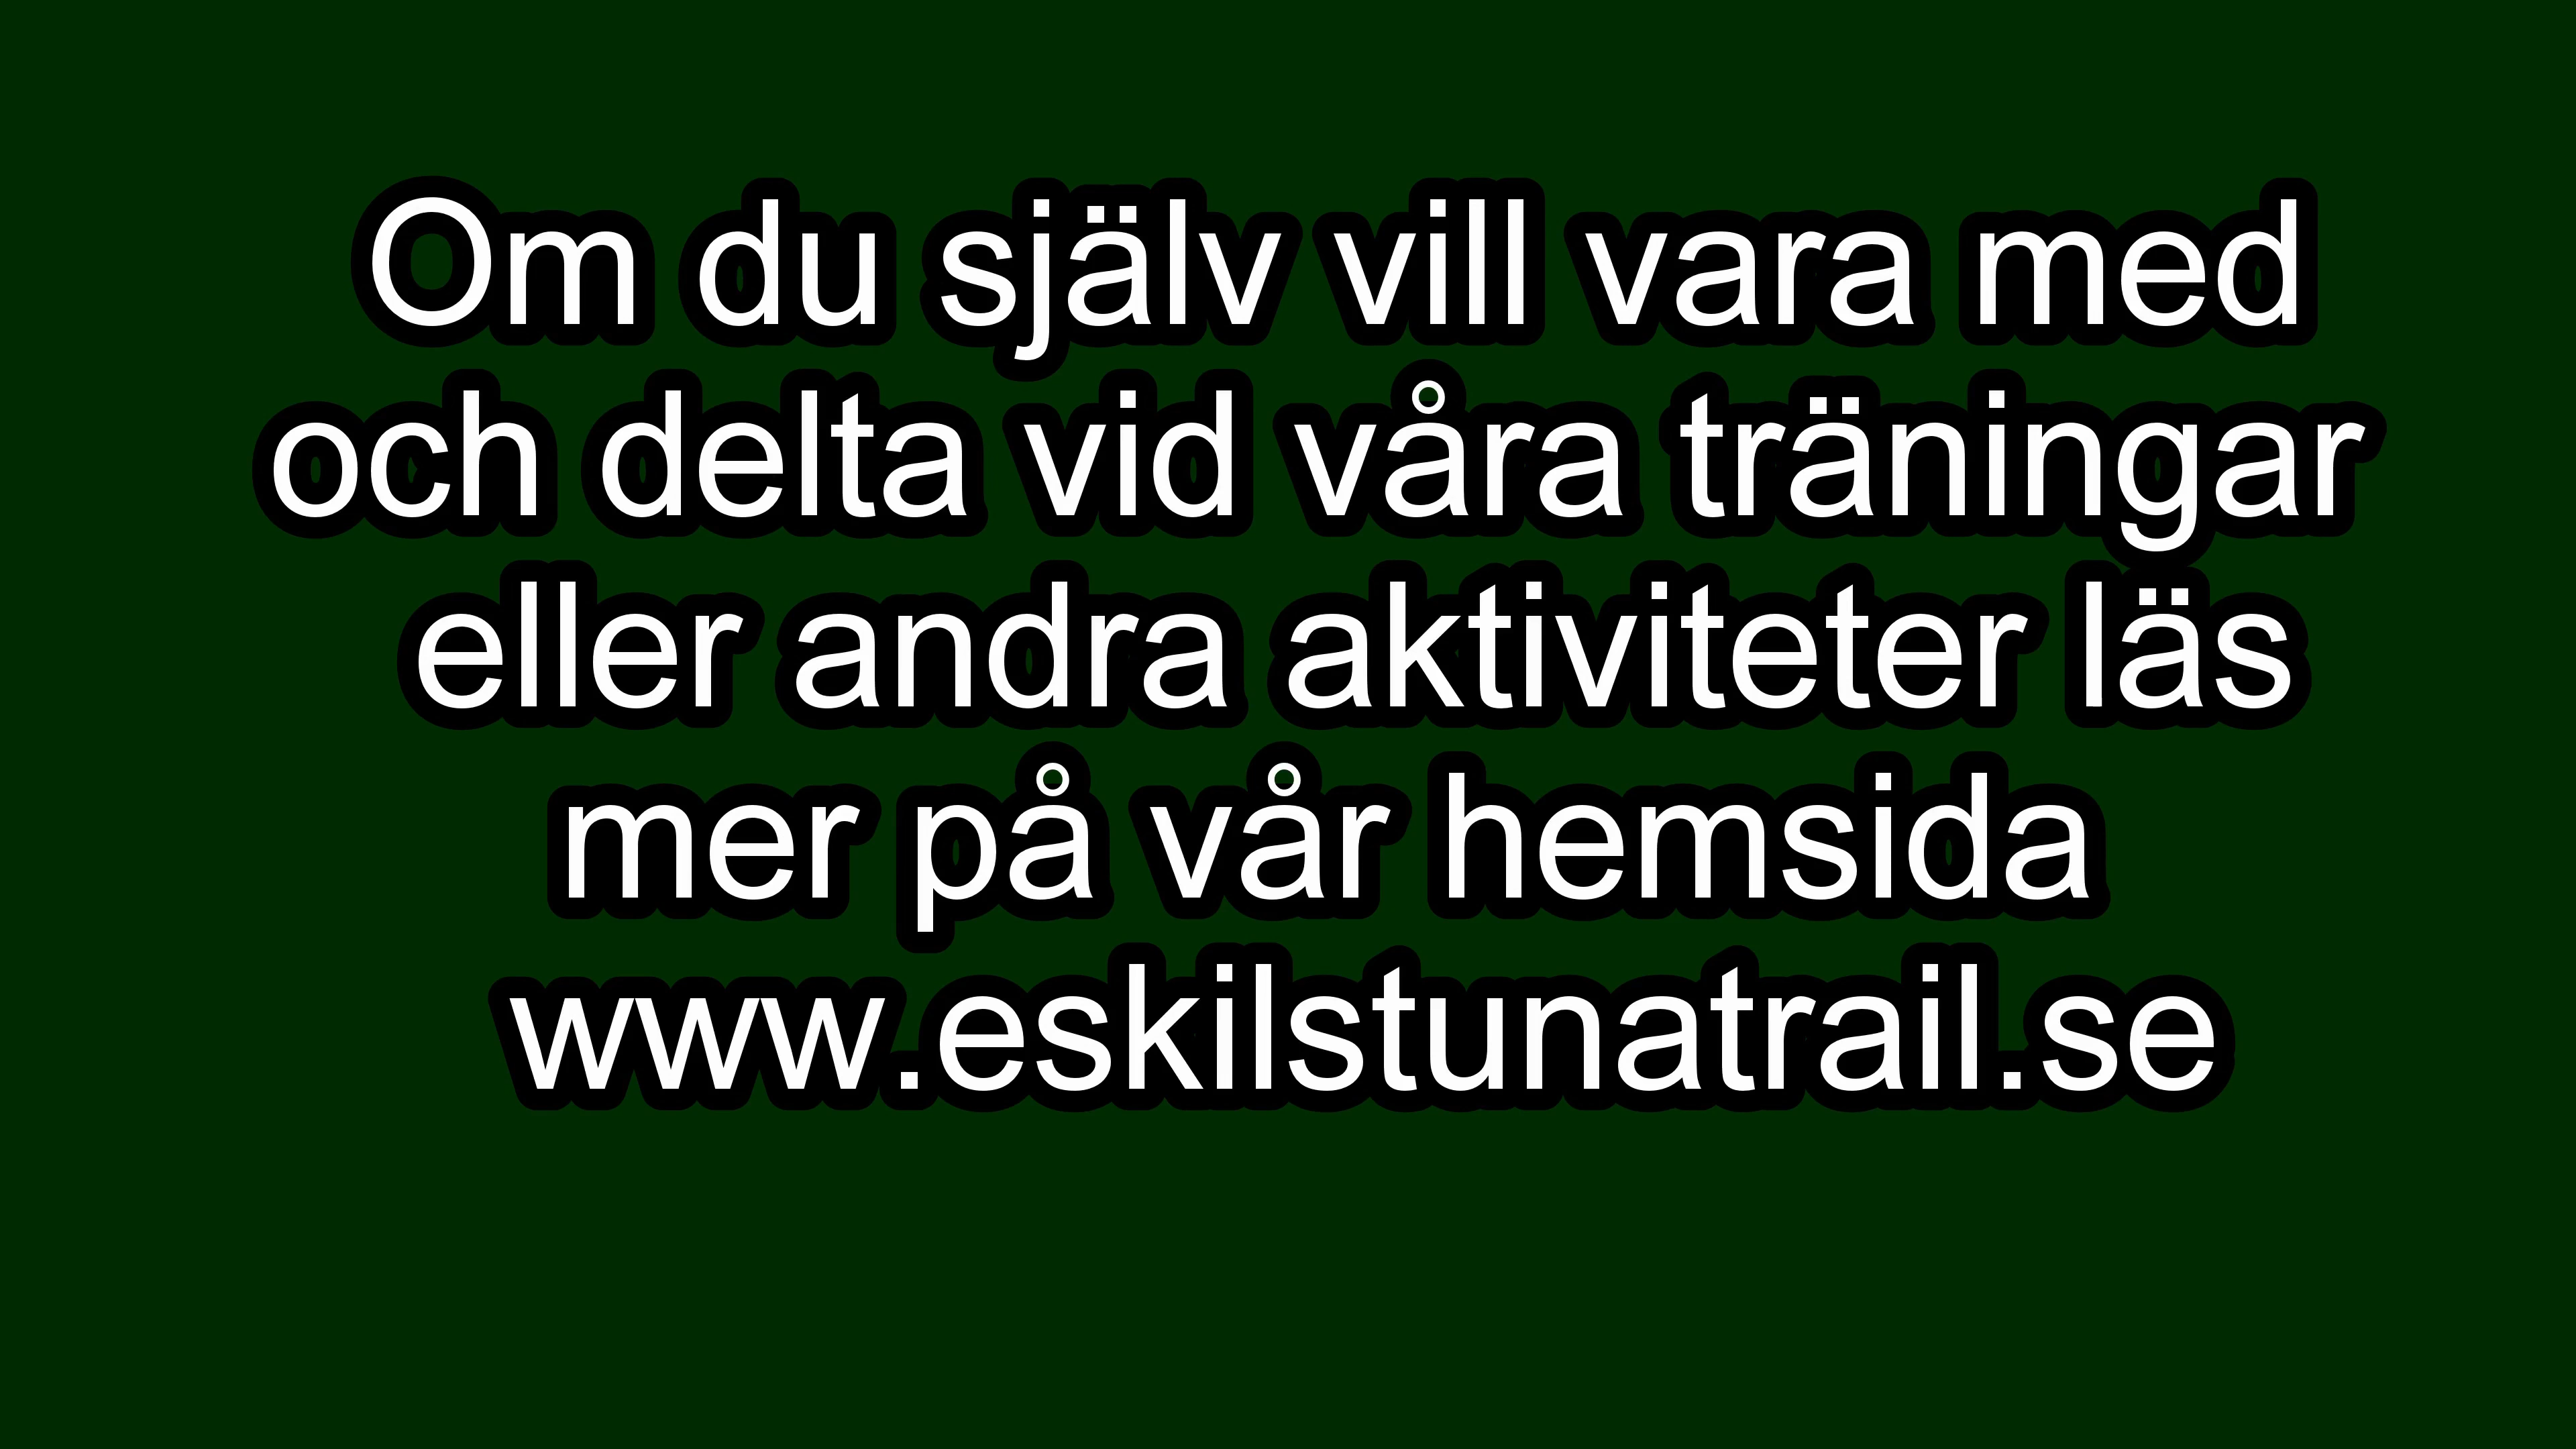 Om du själv vill vara med
och delta vid våra träningar
eller andra aktiviteter läs
mer på vår hemsida
www.eskilstunatrail.se